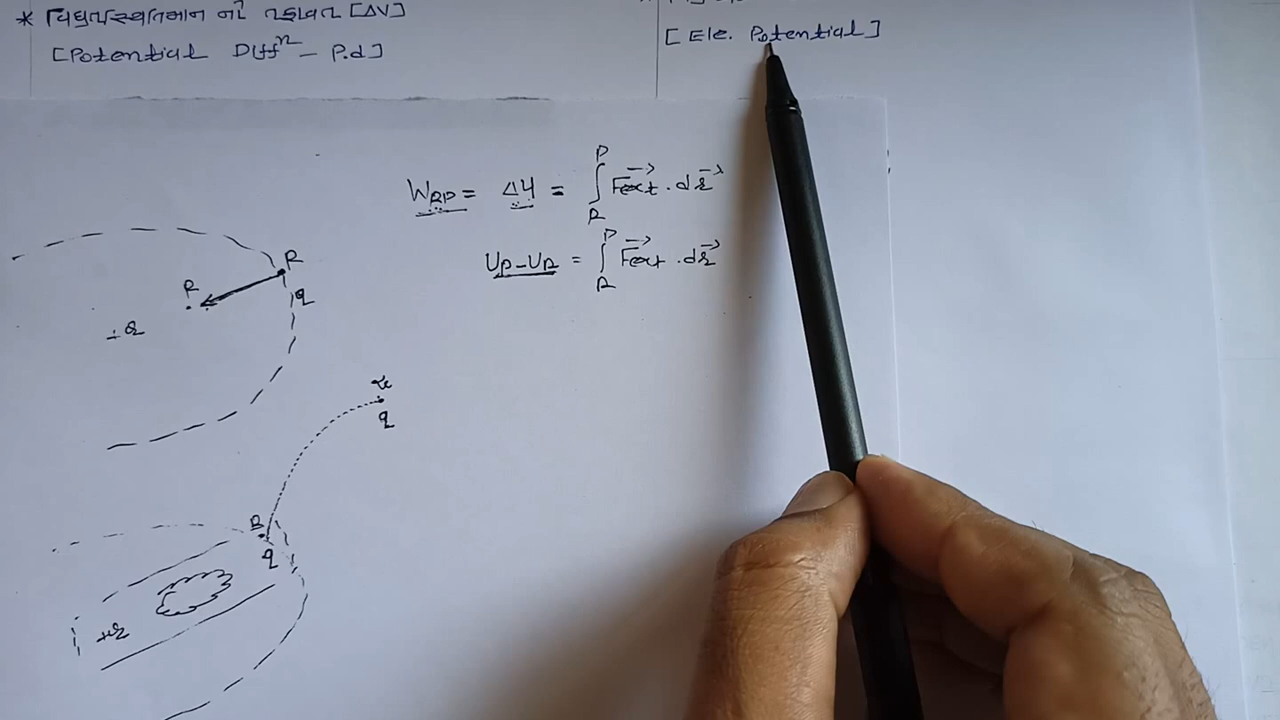 * વિદ્યુતસ્થિતિમાન નો તફાવત [ΔV]
[Potential Diffⁿ – P.d]
[Ele. Potential]
W_RP = ΔU = ∫_R^P F⃗ext . dr⃗
U_P – U_R = ∫_R^P F⃗ext . dr⃗
R
P
q
+Q
q
R
q